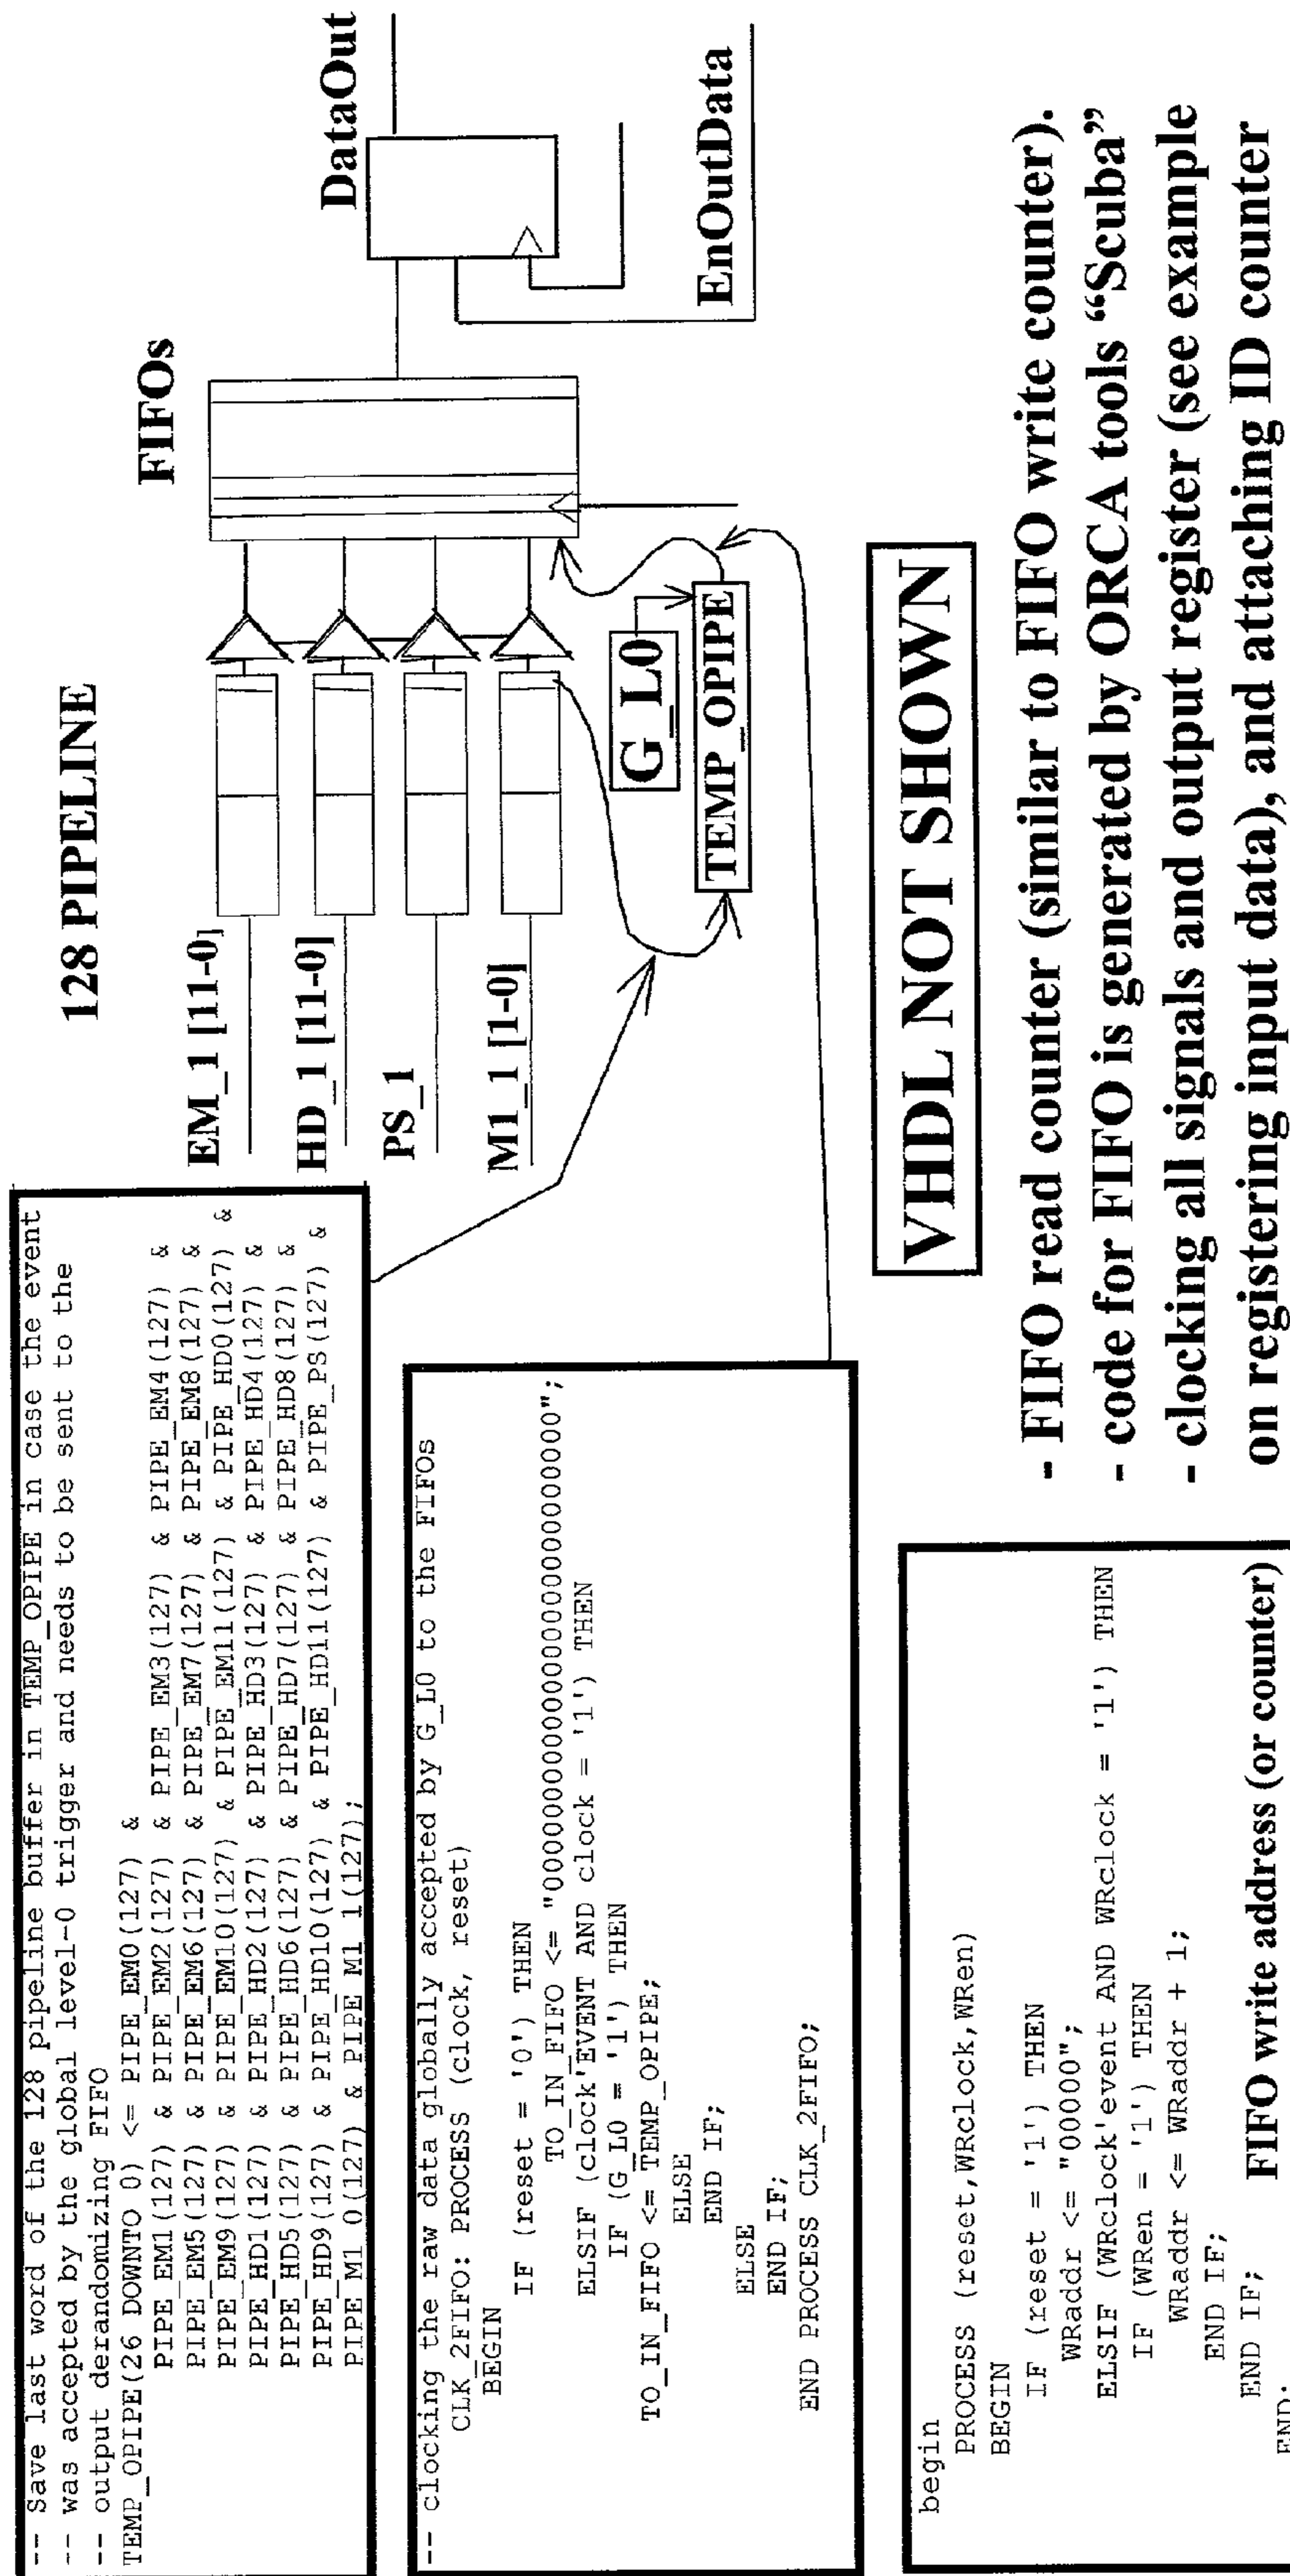 -- Save last word of the 128 pipeline buffer in TEMP_OPIPE in case the event
-- was accepted by the global level-0 trigger and needs to be sent to the
-- output derandomizing FIFO
TEMP_OPIPE(26 DOWNTO 0) <= PIPE_EM0(127) &
PIPE_EM1(127) & PIPE_EM2(127) & PIPE_EM3(127) & PIPE_EM4(127) &
PIPE_EM5(127) & PIPE_EM6(127) & PIPE_EM7(127) & PIPE_EM8(127) &
PIPE_EM9(127) & PIPE_EM10(127) & PIPE_EM11(127) & PIPE_HD0(127) &
PIPE_HD1(127) & PIPE_HD2(127) & PIPE_HD3(127) & PIPE_HD4(127) &
PIPE_HD5(127) & PIPE_HD6(127) & PIPE_HD7(127) & PIPE_HD8(127) &
PIPE_HD9(127) & PIPE_HD10(127) & PIPE_HD11(127) & PIPE_PS(127) &
PIPE_M1_0(127) & PIPE_M1_1(127);
128 PIPELINE
EM_1 [11-0]
HD_1 [11-0]
PS_1
M1_1 [1-0]
FIFOs
DataOut
EnOutData
G_L0
TEMP_OPIPE
-- clocking the raw data globally accepted by G_L0 to the FIFOs
CLK_2FIFO: PROCESS (clock, reset)
BEGIN
IF (reset = '0') THEN
TO_IN_FIFO <= "000000000000000000000000000";
ELSIF (clock'EVENT AND clock = '1') THEN
IF (G_L0 = '1') THEN
TO_IN_FIFO <= TEMP_OPIPE;
ELSE
END IF;
ELSE
END IF;
END PROCESS CLK_2FIFO;
VHDL NOT SHOWN
- FIFO read counter (similar to FIFO write counter).
- code for FIFO is generated by ORCA tools “Scuba”
- clocking all signals and output register (see example
on registering input data), and attaching ID counter
begin
PROCESS (reset,WRclock,WRen)
BEGIN
IF (reset = '1') THEN
WRaddr <= "00000";
ELSIF (WRclock'event AND WRclock = '1') THEN
IF (WRen = '1') THEN
WRaddr <= WRaddr + 1;
END IF;
END IF;
FIFO write address (or counter)
END;